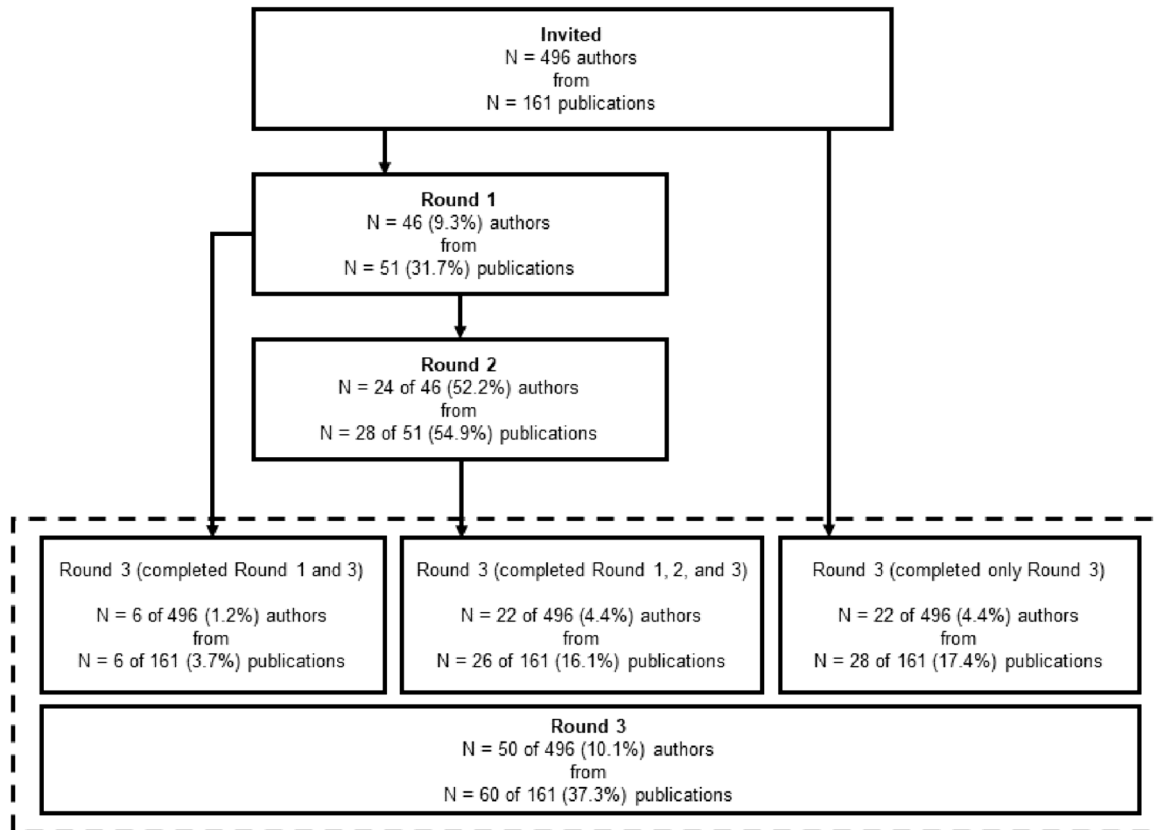 Invited
N = 496 authors
from
N = 161 publications
Round 1
N = 46 (9.3%) authors
from
N = 51 (31.7%) publications
Round 2
N = 24 of 46 (52.2%) authors
from
N = 28 of 51 (54.9%) publications
Round 3 (completed Round 1 and 3)
N = 6 of 496 (1.2%) authors
from
N = 6 of 161 (3.7%) publications
Round 3 (completed Round 1, 2, and 3)
N = 22 of 496 (4.4%) authors
from
N = 26 of 161 (16.1%) publications
Round 3 (completed only Round 3)
N = 22 of 496 (4.4%) authors
from
N = 28 of 161 (17.4%) publications
Round 3
N = 50 of 496 (10.1%) authors
from
N = 60 of 161 (37.3%) publications